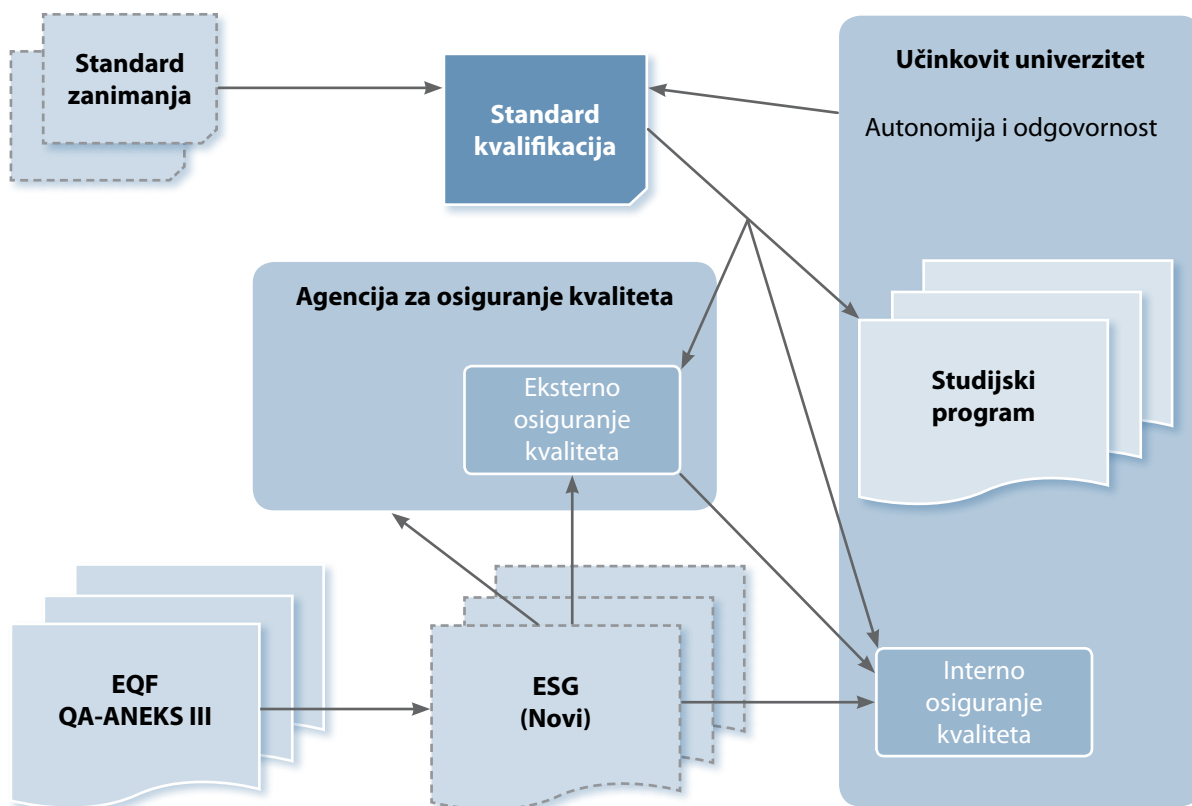 Standard
zanimanja
Standard
kvalifikacija
Učinkovit univerzitet
Autonomija i odgovornost
Agencija za osiguranje kvaliteta
Eksterno
osiguranje
kvaliteta
Studijski
program
EQF
QA-ANEKS III
ESG
(Novi)
Interno
osiguranje
kvaliteta